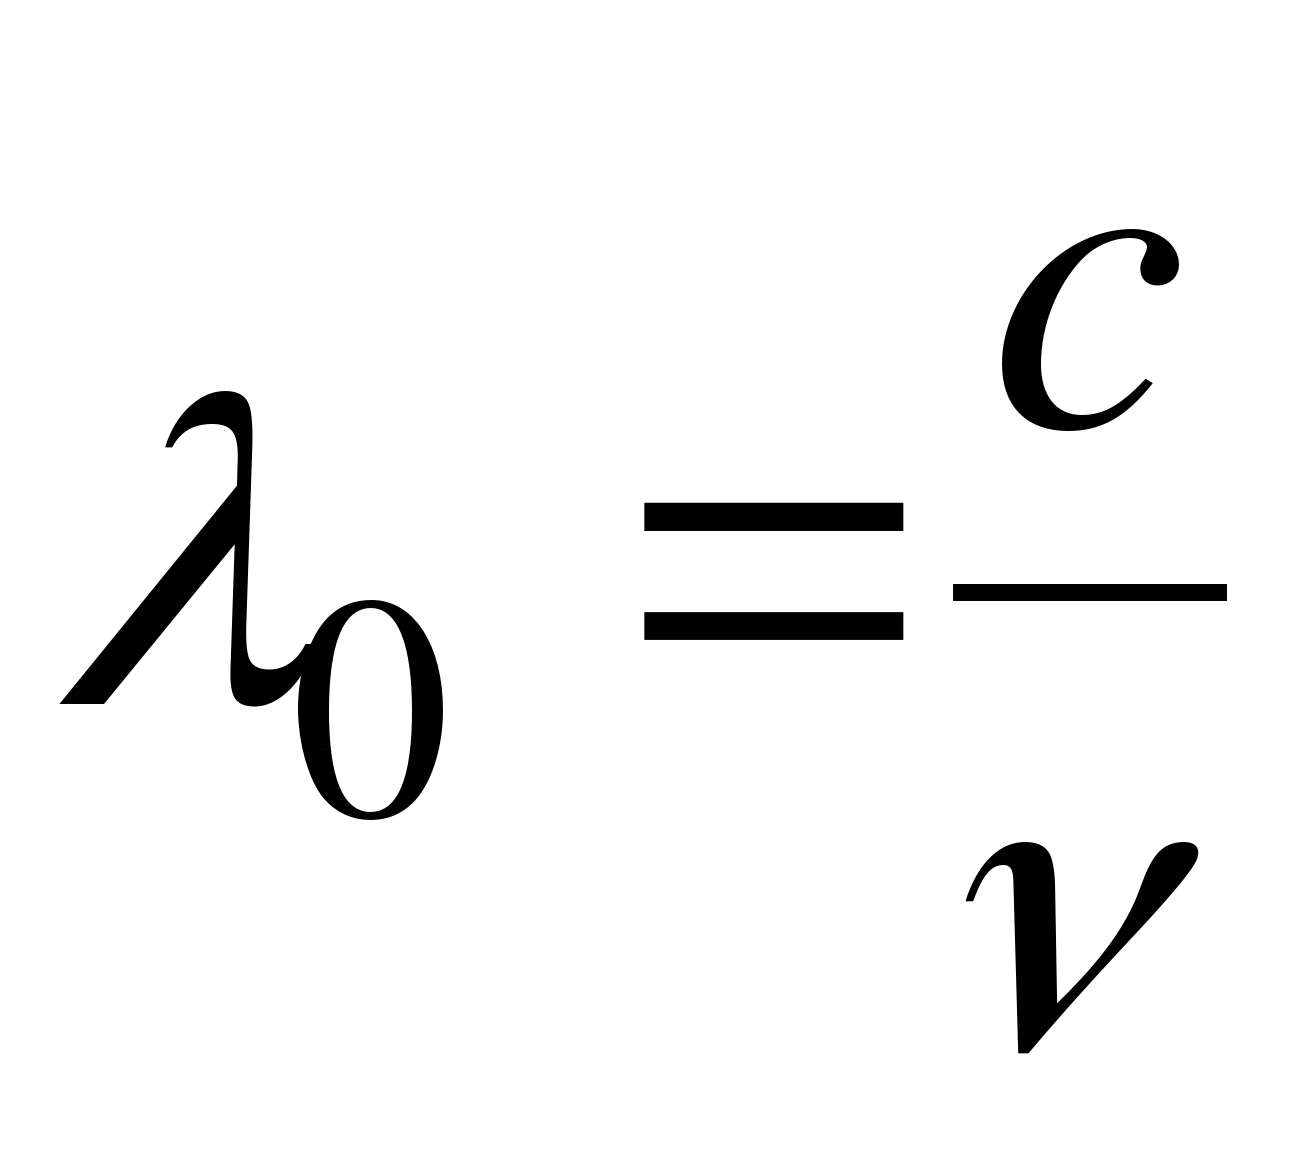 λ₀ = c/ν